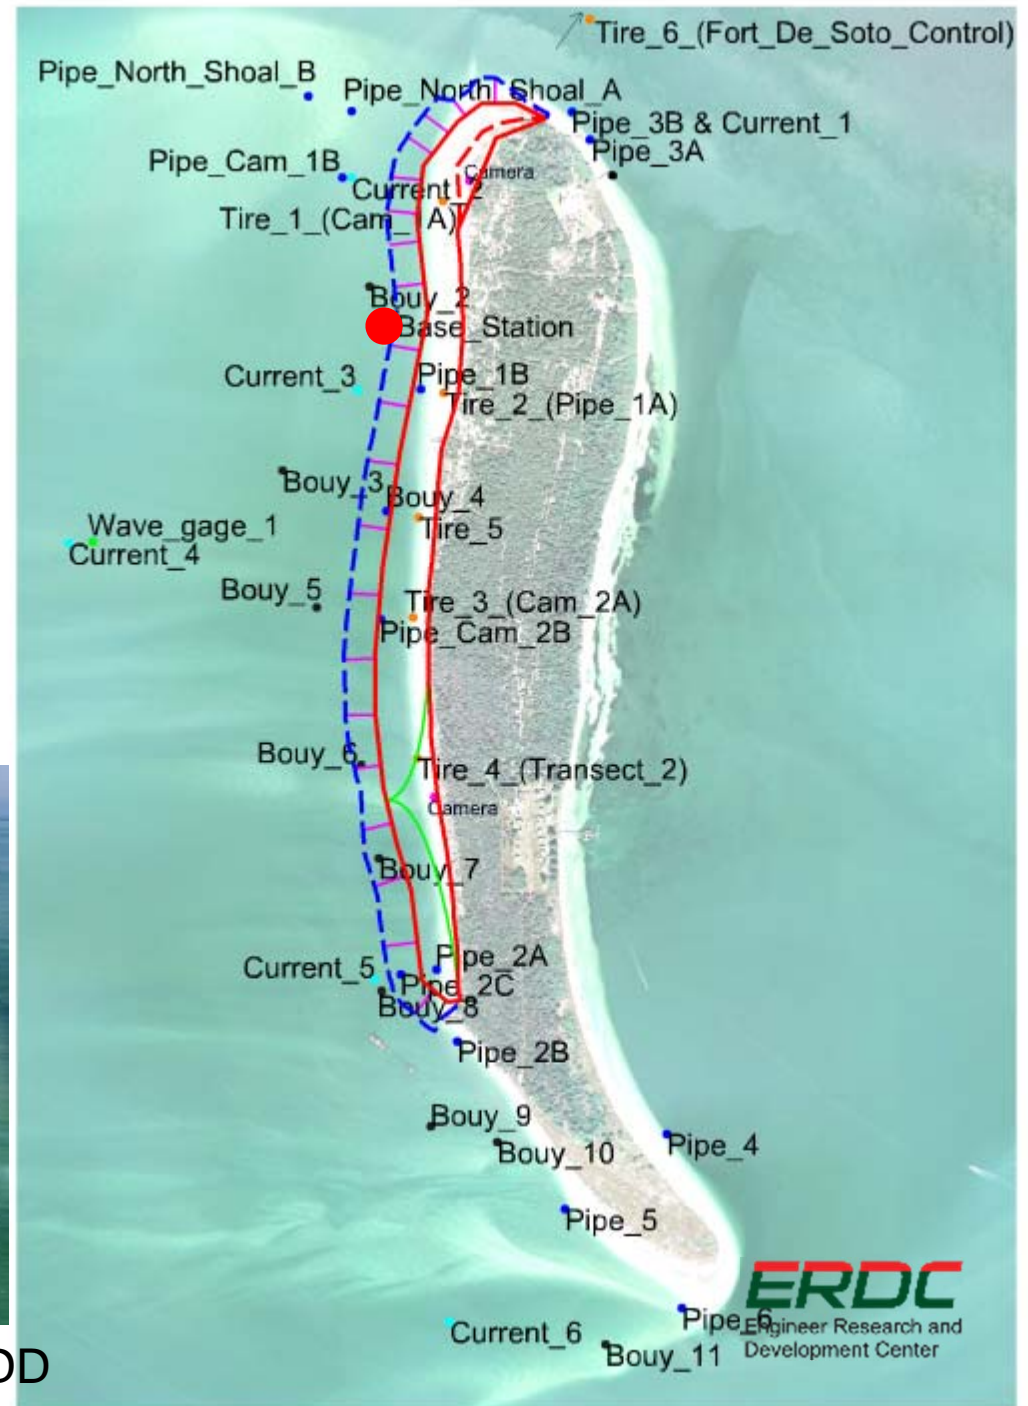 Tire_6_(Fort_De_Soto_Control)
Pipe_North_Shoal_B
Pipe_North_Shoal_A
Pipe_3B & Current_1
Pipe_3A
Pipe_Cam_1B
Camera
Current_2
Tire_1_(Cam_1A)
Bouy_2
Base_Station
Current_3
Pipe_1B
Tire_2_(Pipe_1A)
Bouy_3
Bouy_4
Wave_gage_1
Tire_5
Current_4
Bouy_5
Tire_3_(Cam_2A)
Pipe_Cam_2B
Bouy_6
Tire_4_(Transect_2)
Camera
Bouy_7
Pipe_2A
Current_5
Pipe_2C
Bouy_8
Pipe_2B
Bouy_9
Bouy_10
Pipe_4
Pipe_5
ERDC
Pipe_6
Engineer Research and
Development Center
Current_6
Bouy_11